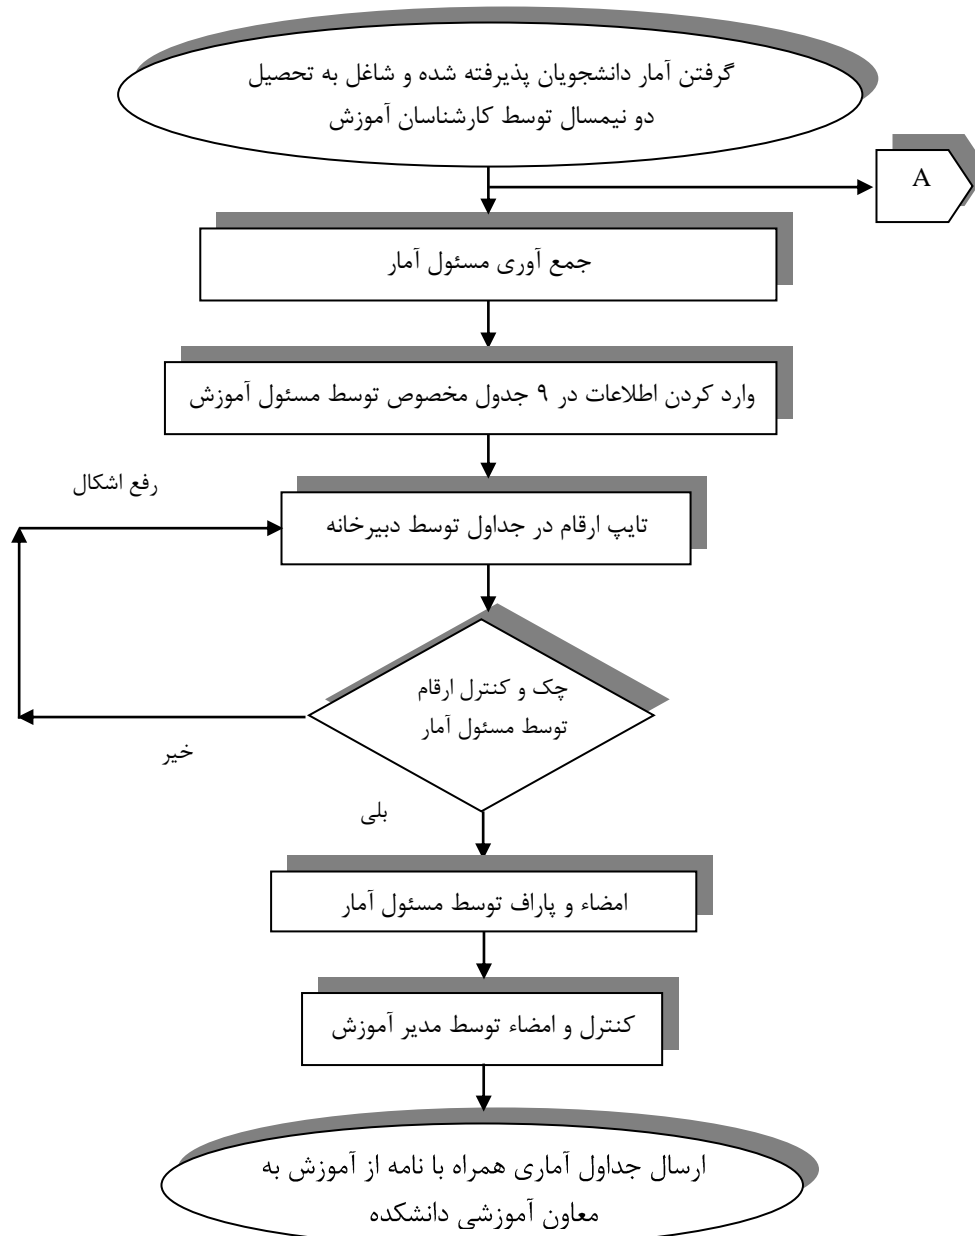 گرفتن آمار دانشجویان پذیرفته شده و شاغل به تحصیل
دو نیمسال توسط کارشناسان آموزش
A
جمع آوری مسئول آمار
وارد کردن اطلاعات در ۹ جدول مخصوص توسط مسئول آموزش
رفع اشکال
تایپ ارقام در جداول توسط دبیرخانه
چک و کنترل ارقام
توسط مسئول آمار
خیر
بلی
امضاء و پاراف توسط مسئول آمار
کنترل و امضاء توسط مدیر آموزش
ارسال جداول آماری همراه با نامه از آموزش به
معاون آموزشی دانشکده